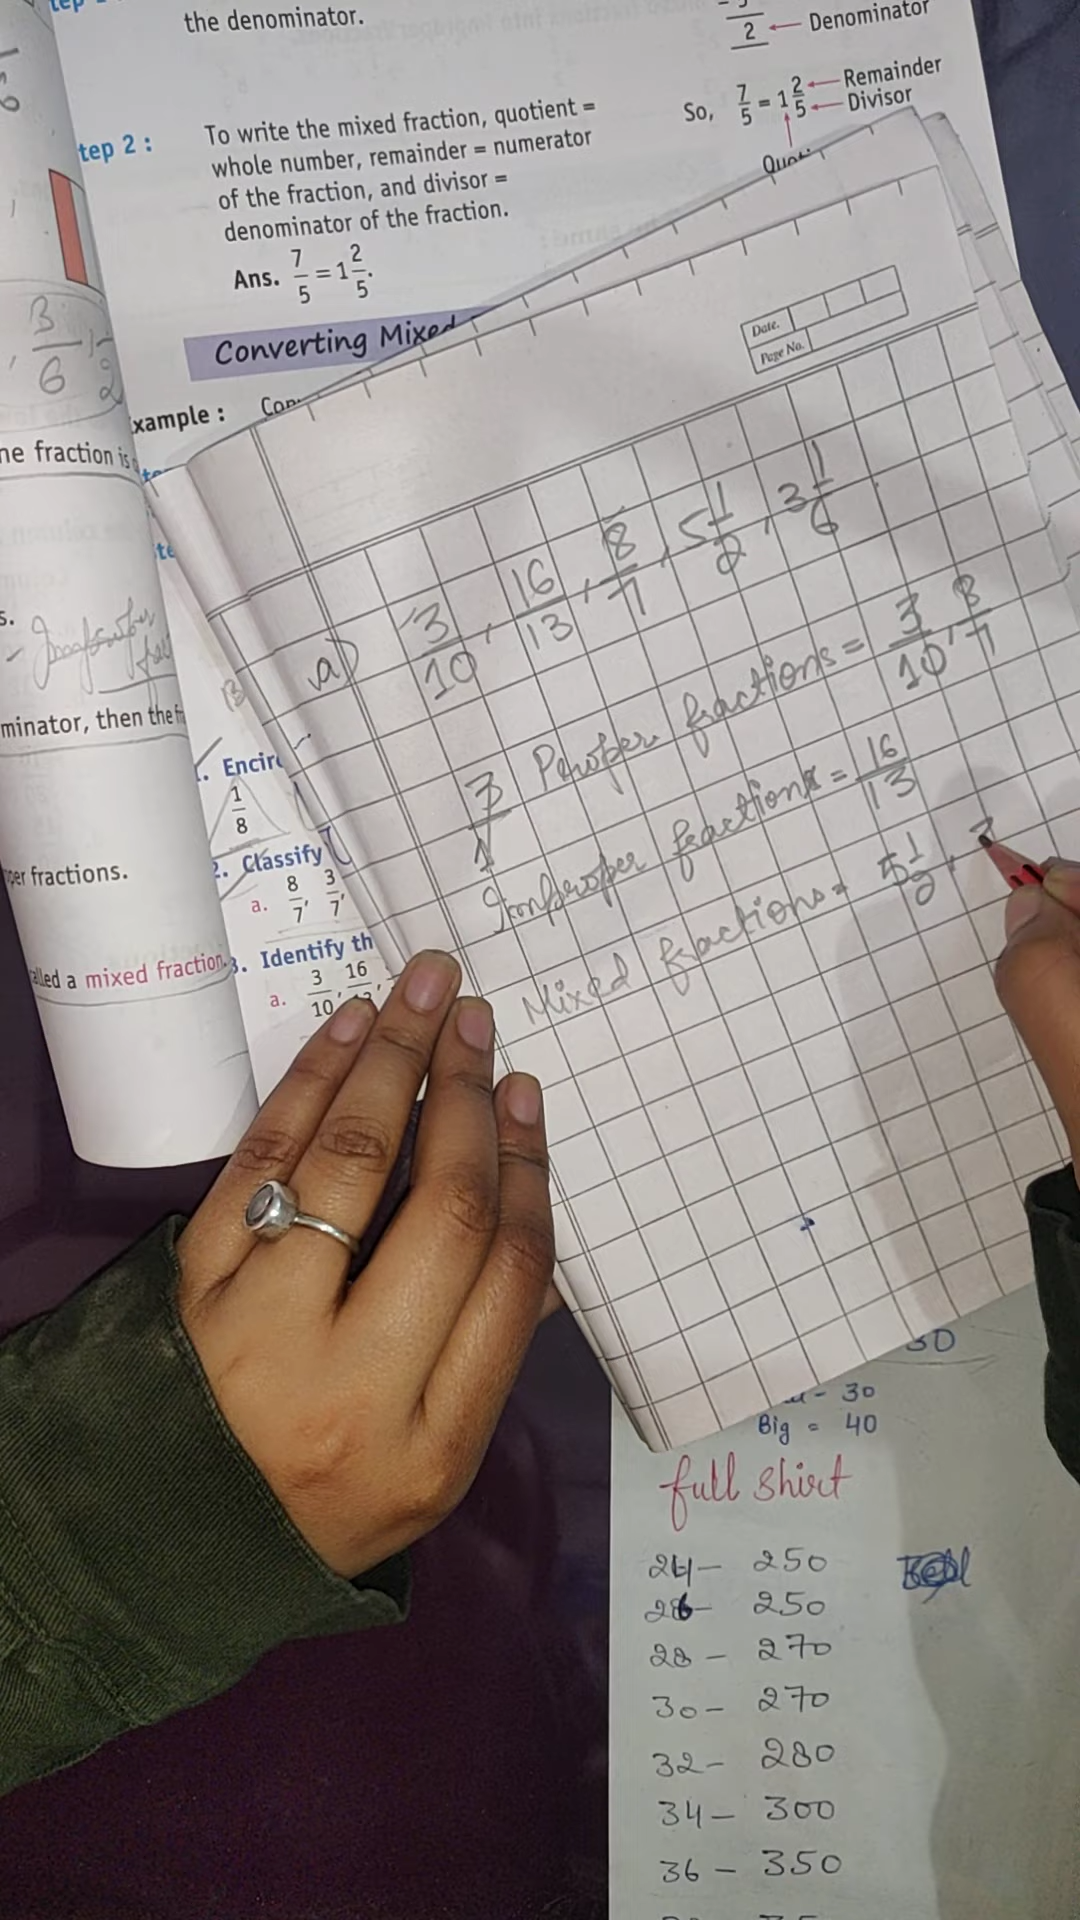 the denominator.
2 ← Denominator
tep 2 :
To write the mixed fraction, quotient =
whole number, remainder = numerator
of the fraction, and divisor =
denominator of the fraction.
Ans. 7/5 = 1 2/5.
So, 7/5 = 1 2/5 ← Remainder
← Divisor
Converting Mixed
xample :
3/6
ne fraction is
minator, then the
per fractions.
alled a mixed fraction.
. Encir
1/8
2. Classify
a. 8/7, 3/7,
3. Identify th
a. 3/10, 16
Date.
Page No.
a) 3/10, 16/13, 8/7, 5 1/2, 3 1/6
Proper fractions = 3/10, 8/7
Improper fractions = 16/13
Mixed fractions = 5 1/2,
30
- 30
Big = 40
full shirt
24 - 250
26 - 250
28 - 270
30 - 270
32 - 280
34 - 300
36 - 350